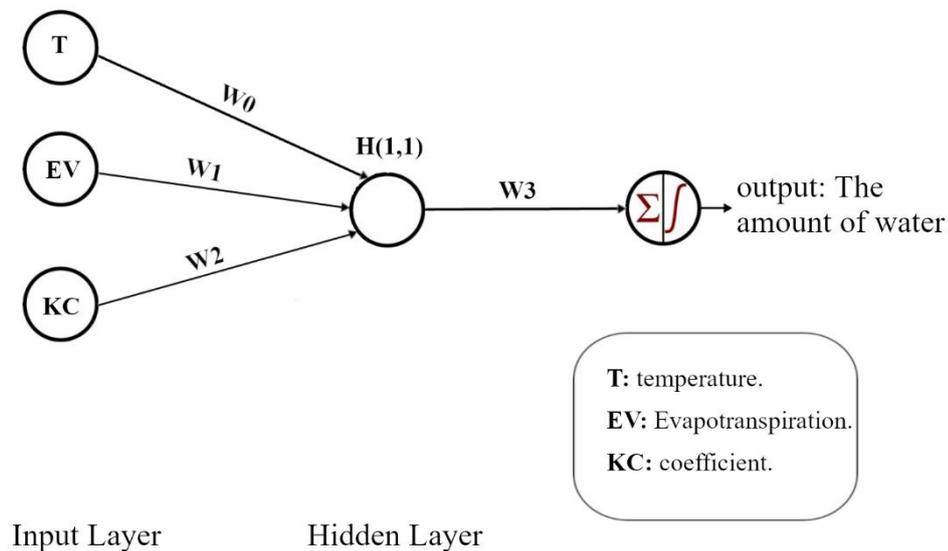 T
W0
H(1,1)
EV
W1
W3
Σ∫
output: The
amount of water
W2
KC
T: temperature.
EV: Evapotranspiration.
KC: coefficient.
Input Layer
Hidden Layer